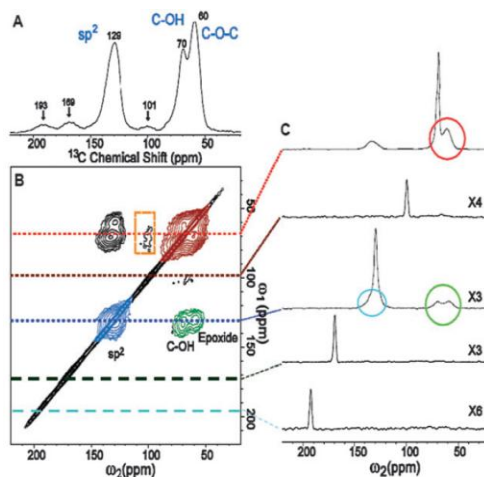 A
sp²
C-OH
60
C-O-C
129
70
193
169
101
200
150
100
50
¹³C Chemical Shift (ppm)
B
50
100
150
200
ω₁ (ppm)
sp²
C-OH
Epoxide
200
150
100
50
ω₂(ppm)
C
X4
X3
X3
X6
200
150
100
50
ω₂(ppm)